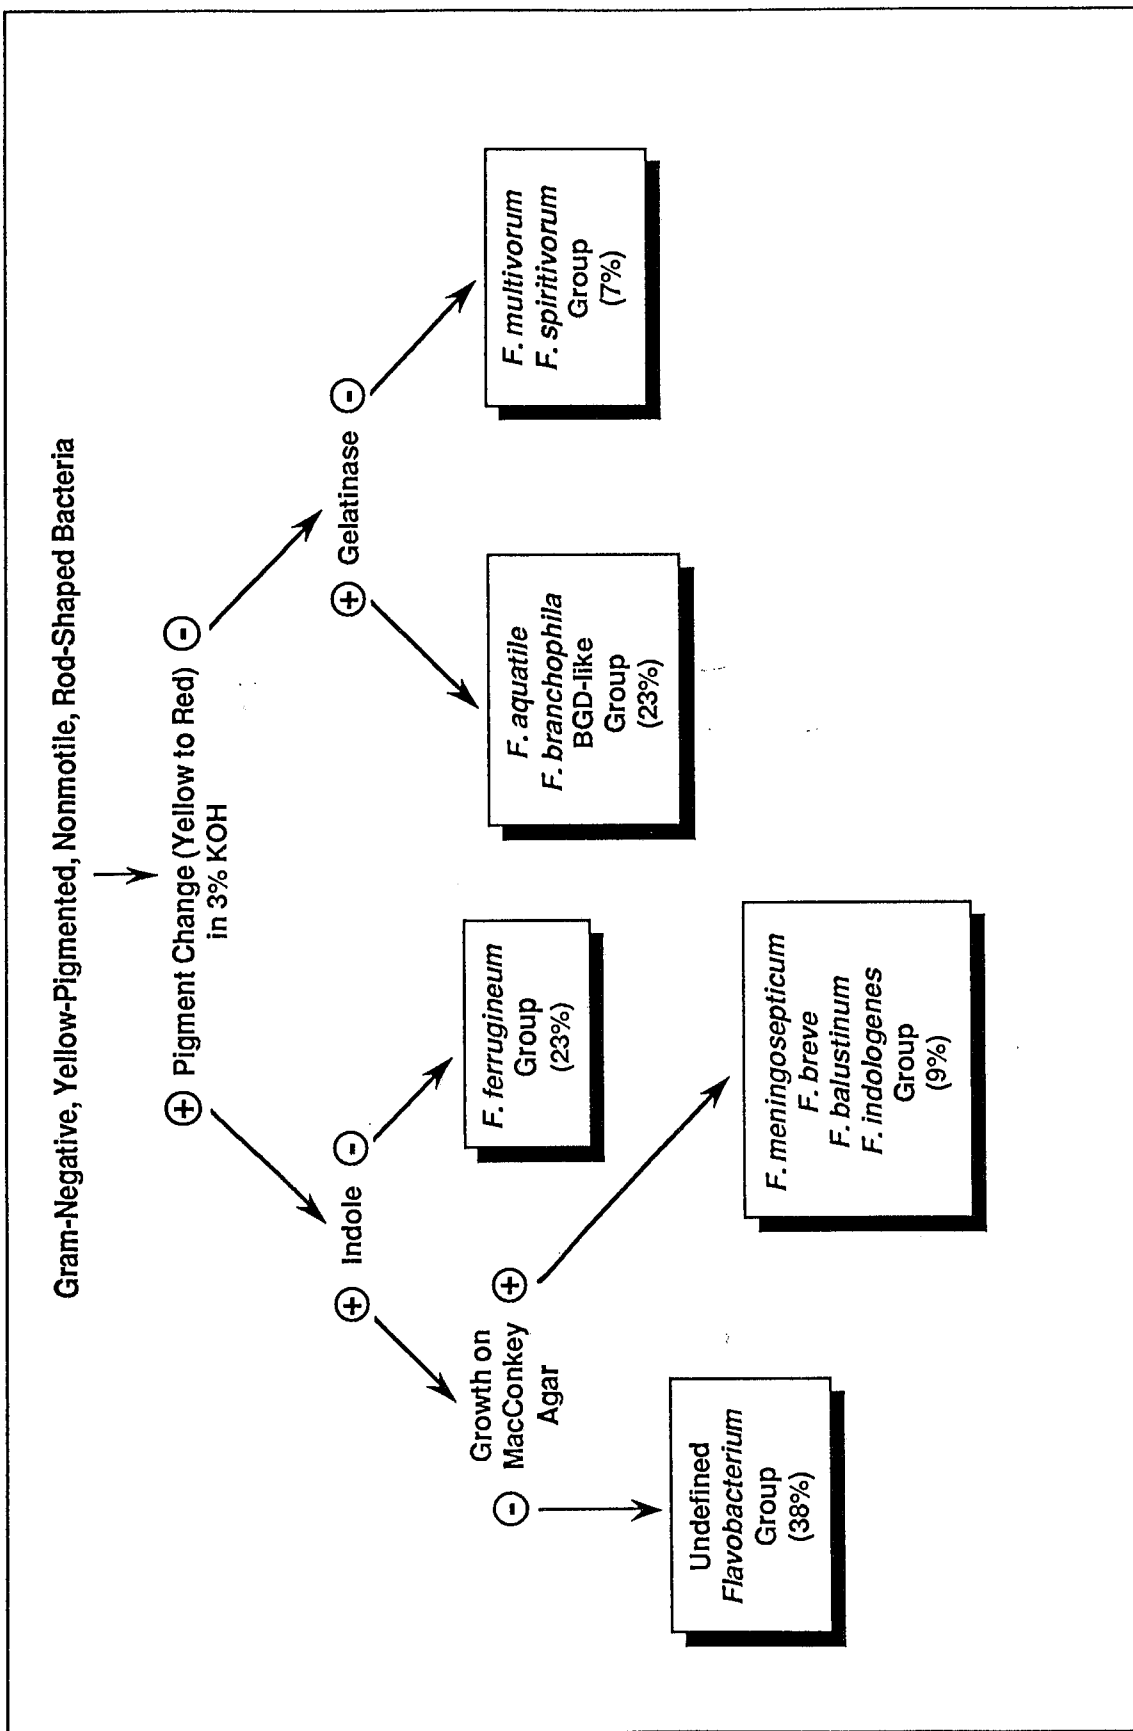 Gram-Negative, Yellow-Pigmented, Nonmotile, Rod-Shaped Bacteria
+ Pigment Change (Yellow to Red) -
in 3% KOH
+ Indole -
+ Gelatinase -
Growth on
MacConkey
Agar
- +
F. ferrugineum
Group
(23%)
F. aquatile
F. branchophila
BGD-like
Group
(23%)
F. multivorum
F. spiritivorum
Group
(7%)
Undefined
Flavobacterium
Group
(38%)
F. meningosepticum
F. breve
F. balustinum
F. indologenes
Group
(9%)